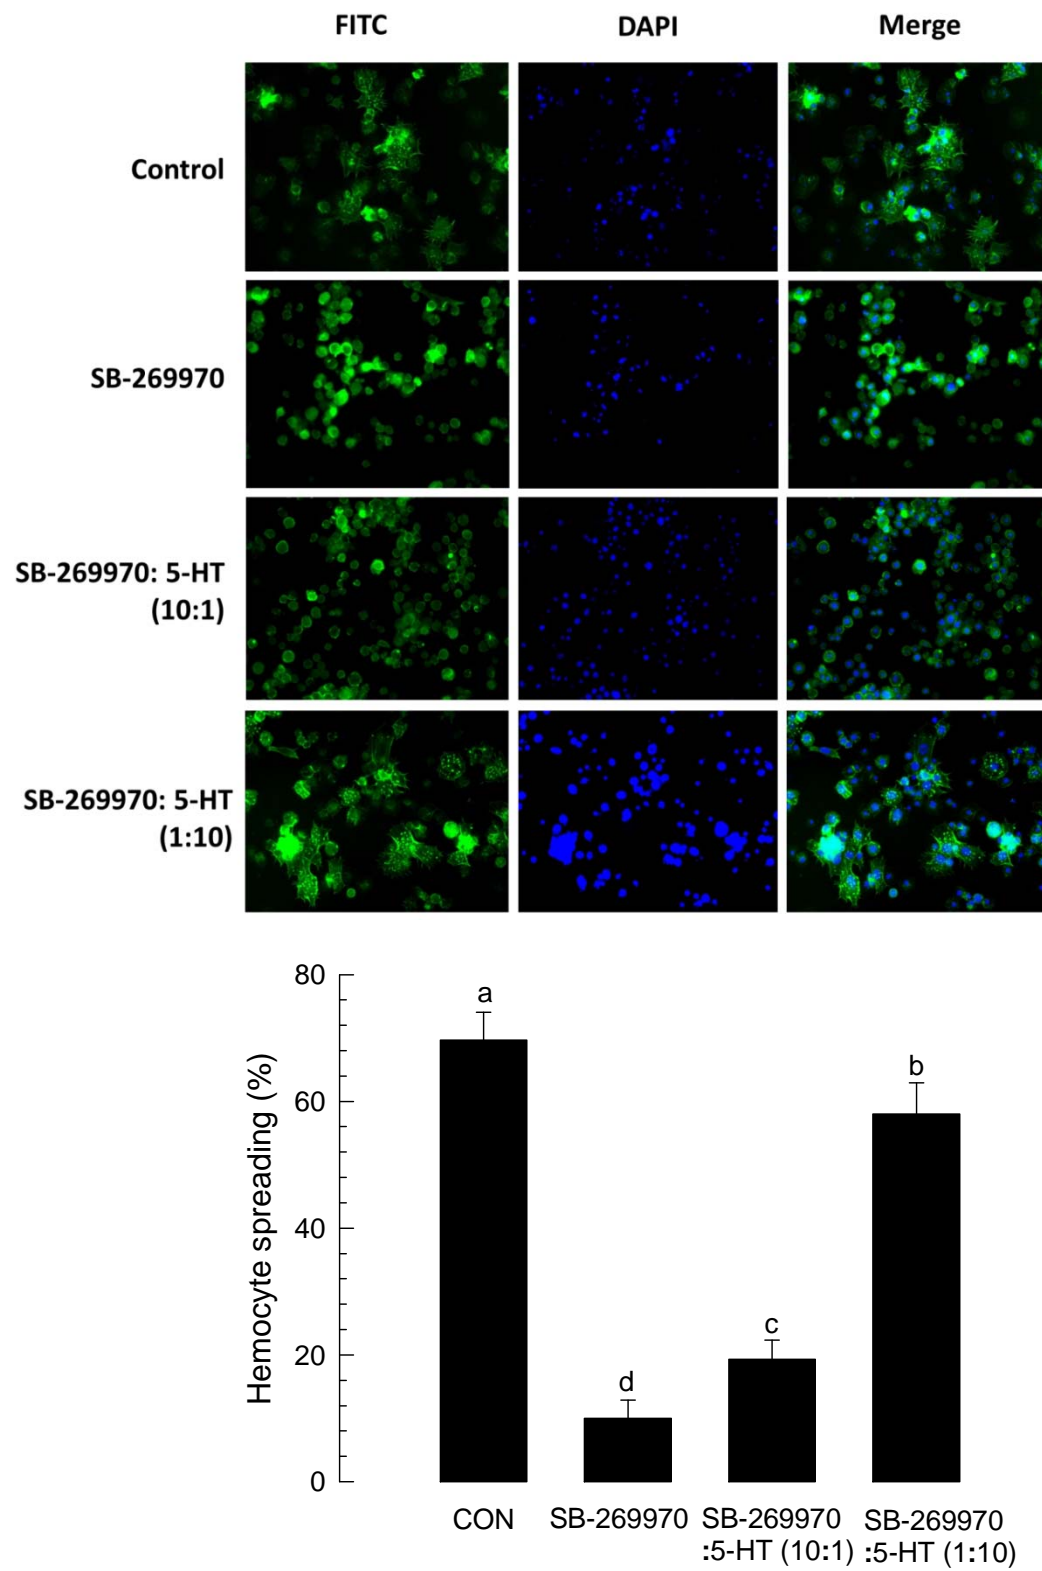 FITC DAPI Merge
Control
SB-269970
SB-269970: 5-HT
(10:1)
SB-269970: 5-HT
(1:10)
Hemocyte spreading (%)
80
60
40
20
0
a
d
c
b
CON SB-269970 SB-269970 SB-269970
:5-HT (10:1) :5-HT (1:10)